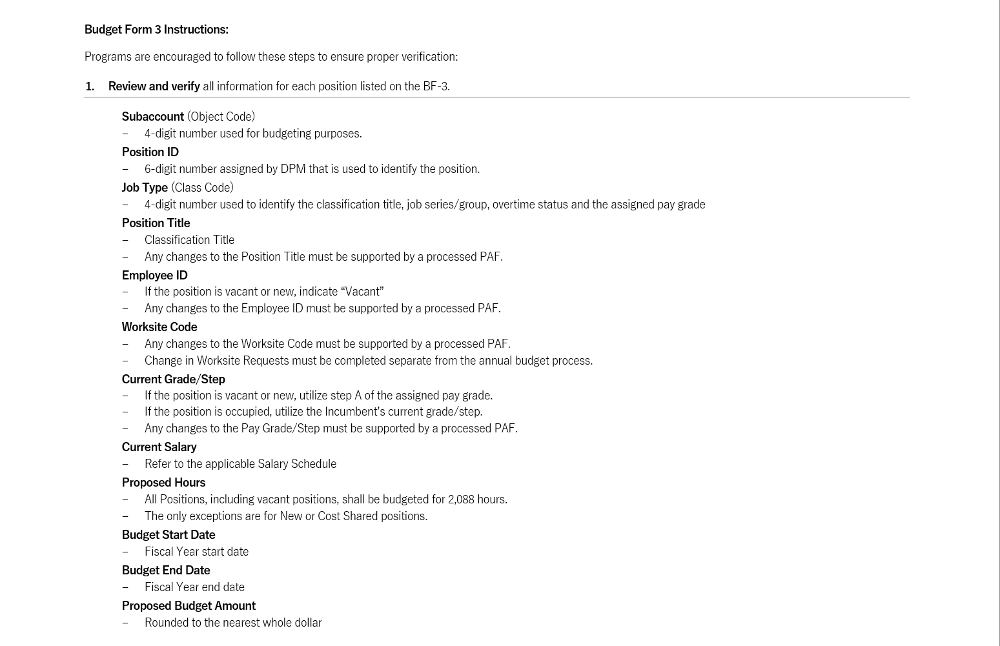 Budget Form 3 Instructions:
Programs are encouraged to follow these steps to ensure proper verification:
1. Review and verify all information for each position listed on the BF-3.
Subaccount (Object Code)
– 4-digit number used for budgeting purposes.
Position ID
– 6-digit number assigned by DPM that is used to identify the position.
Job Type (Class Code)
– 4-digit number used to identify the classification title, job series/group, overtime status and the assigned pay grade
Position Title
– Classification Title
– Any changes to the Position Title must be supported by a processed PAF.
Employee ID
– If the position is vacant or new, indicate “Vacant”
– Any changes to the Employee ID must be supported by a processed PAF.
Worksite Code
– Any changes to the Worksite Code must be supported by a processed PAF.
– Change in Worksite Requests must be completed separate from the annual budget process.
Current Grade/Step
– If the position is vacant or new, utilize step A of the assigned pay grade.
– If the position is occupied, utilize the Incumbent’s current grade/step.
– Any changes to the Pay Grade/Step must be supported by a processed PAF.
Current Salary
– Refer to the applicable Salary Schedule
Proposed Hours
– All Positions, including vacant positions, shall be budgeted for 2,088 hours.
– The only exceptions are for New or Cost Shared positions.
Budget Start Date
– Fiscal Year start date
Budget End Date
– Fiscal Year end date
Proposed Budget Amount
– Rounded to the nearest whole dollar